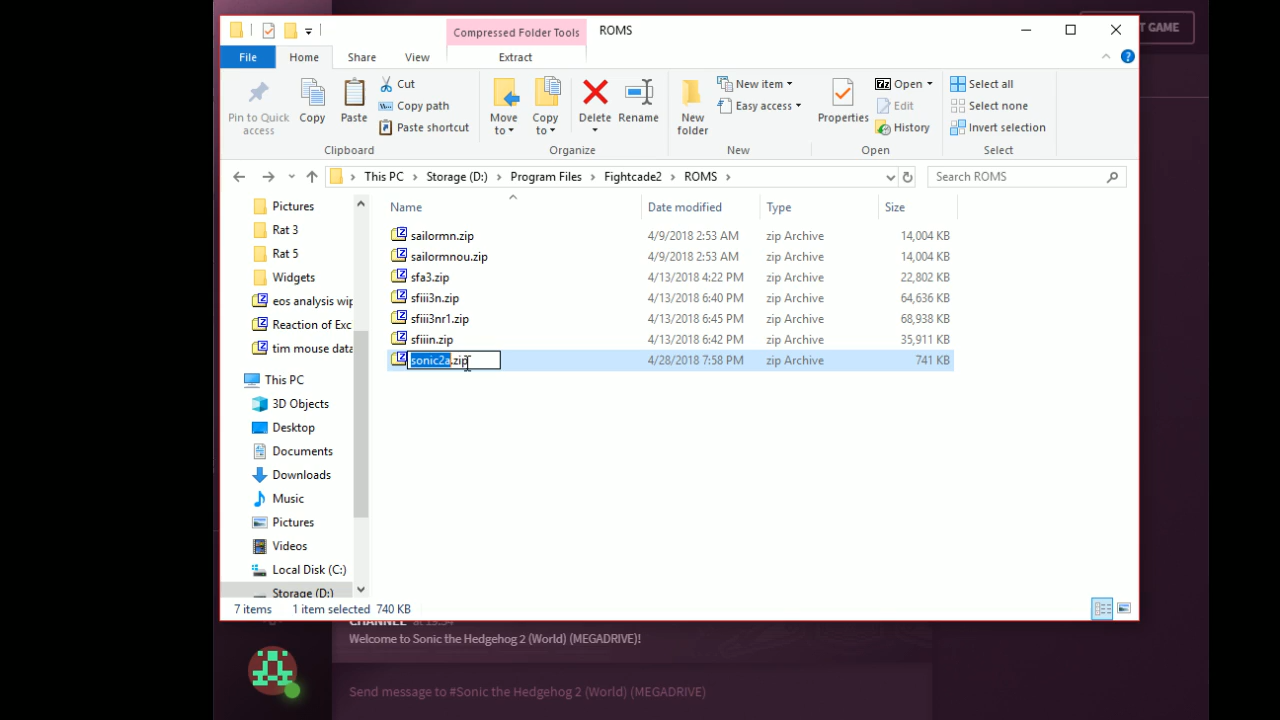 Compressed Folder Tools
ROMS
GAME
File
Home
Share
View
Extract
Pin to Quick access
Copy
Paste
Cut
Copy path
Paste shortcut
Clipboard
Move to
Copy to
Delete
Rename
Organize
New folder
New item
Easy access
New
Properties
Open
Edit
History
Open
Select all
Select none
Invert selection
Select
This PC > Storage (D:) > Program Files > Fightcade2 > ROMS >
Search ROMS
Pictures
Rat 3
Rat 5
Widgets
eos analysis wip
Reaction of Exc
tim mouse data
This PC
3D Objects
Desktop
Documents
Downloads
Music
Pictures
Videos
Local Disk (C:)
Storage (D:)
Name Date modified Type Size
sailormn.zip 4/9/2018 2:53 AM zip Archive 14,004 KB
sailormnou.zip 4/9/2018 2:53 AM zip Archive 14,004 KB
sfa3.zip 4/13/2018 4:22 PM zip Archive 22,802 KB
sfiii3n.zip 4/13/2018 6:40 PM zip Archive 64,636 KB
sfiii3nr1.zip 4/13/2018 6:45 PM zip Archive 68,938 KB
sfiiin.zip 4/13/2018 6:42 PM zip Archive 35,911 KB
sonic2a.zip 4/28/2018 7:58 PM zip Archive 741 KB
7 items 1 item selected 740 KB
CHANNEL at 19:54
Welcome to Sonic the Hedgehog 2 (World) (MEGADRIVE)!
Send message to #Sonic the Hedgehog 2 (World) (MEGADRIVE)